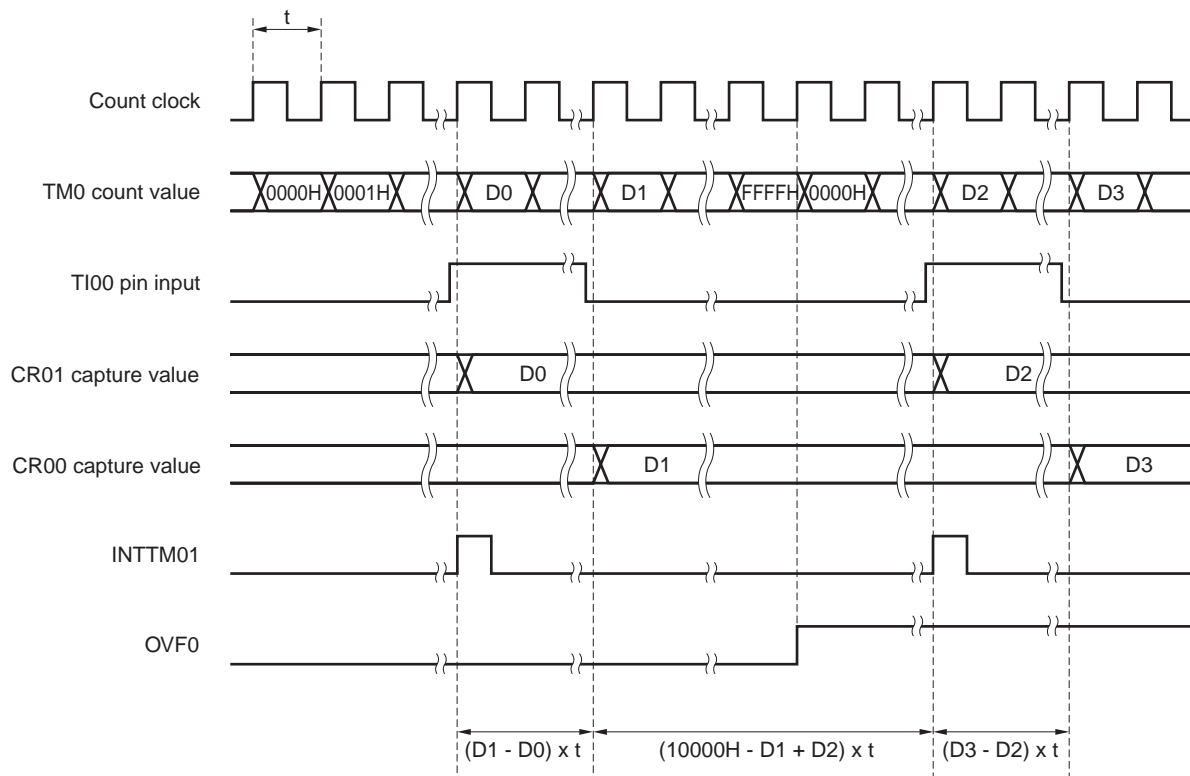 t
Count clock
TM0 count value 0000H 0001H D0 D1 FFFFH 0000H D2 D3
TI00 pin input
CR01 capture value D0 D2
CR00 capture value D1 D3
INTTM01
OVF0
(D1 - D0) x t (10000H - D1 + D2) x t (D3 - D2) x t